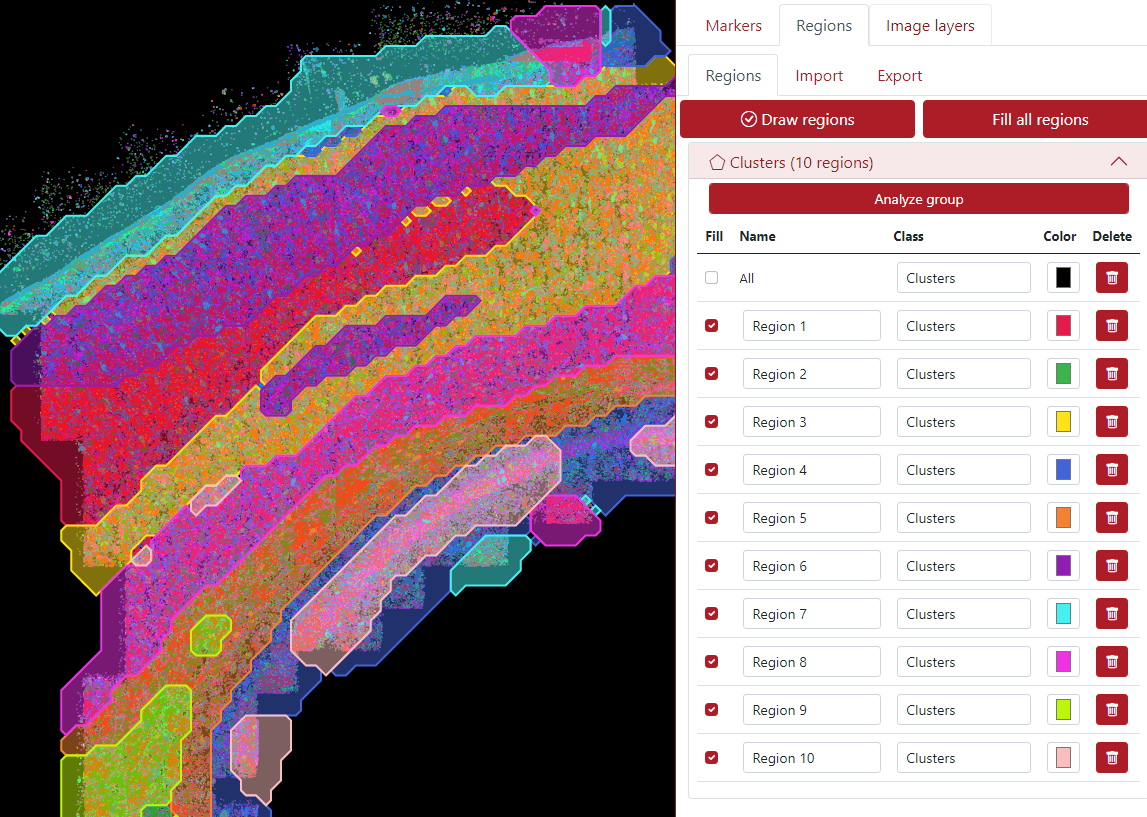 Markers Regions Image layers
Regions Import Export
Draw regions Fill all regions
Clusters (10 regions)
Analyze group
Fill Name Class Color Delete
All Clusters
Region 1 Clusters
Region 2 Clusters
Region 3 Clusters
Region 4 Clusters
Region 5 Clusters
Region 6 Clusters
Region 7 Clusters
Region 8 Clusters
Region 9 Clusters
Region 10 Clusters